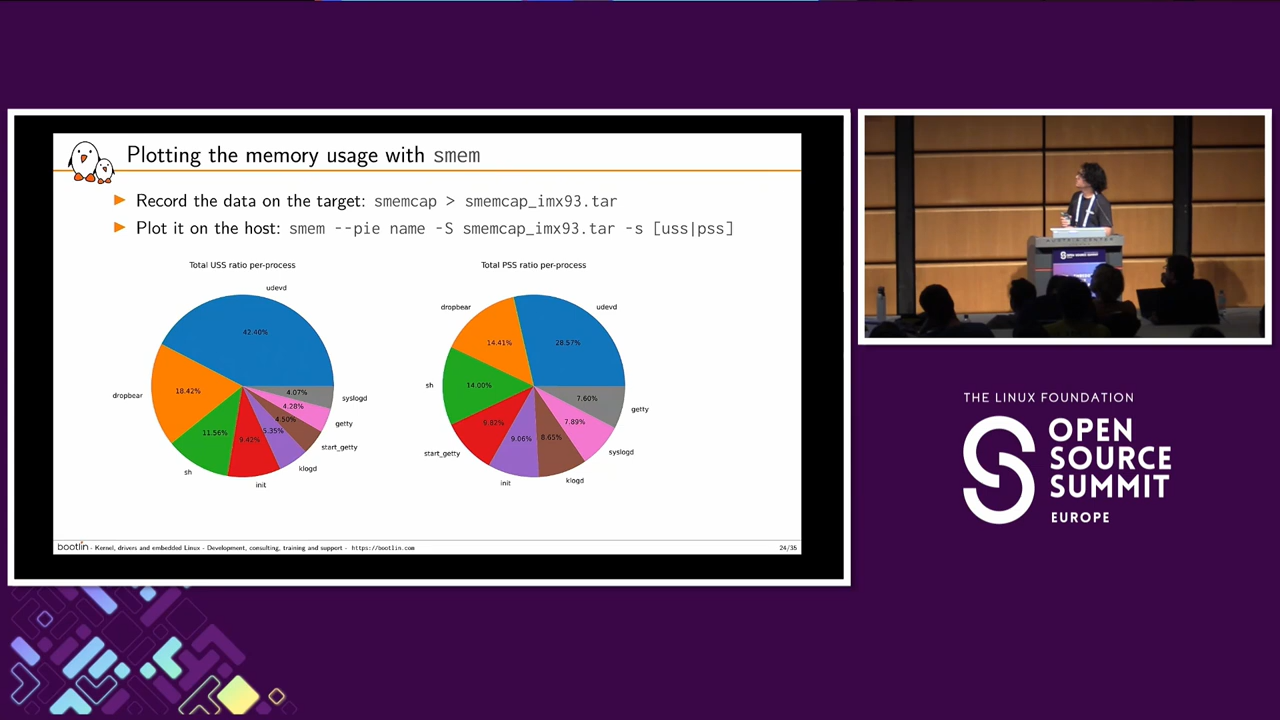 Plotting the memory usage with smem
▶ Record the data on the target: smemcap > smemcap_imx93.tar
▶ Plot it on the host: smem --pie name -S smemcap_imx93.tar -s [uss|pss]
Total USS ratio per-process
udevd
42.40%
dropbear
18.42%
sh
11.56%
init
9.42%
klogd
5.35%
start_getty
4.50%
getty
4.28%
syslogd
4.07%
Total PSS ratio per-process
udevd
28.57%
dropbear
14.41%
sh
14.00%
start_getty
9.82%
init
9.06%
klogd
8.65%
syslogd
7.89%
getty
7.60%
bootlin - Kernel, drivers and embedded Linux - Development, consulting, training and support - https://bootlin.com
24/35
THE LINUX FOUNDATION
OPEN
SOURCE
SUMMIT
EUROPE
OPEN SOURCE SUMMIT